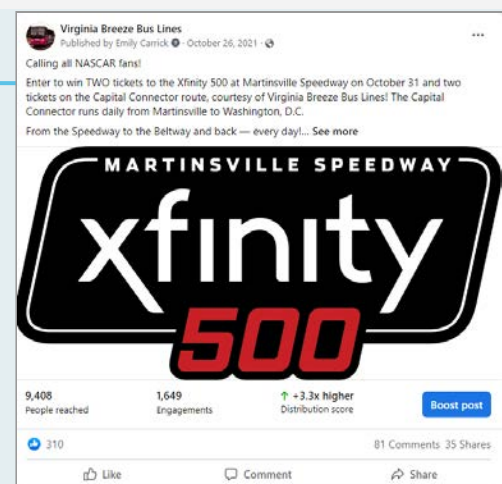 Virginia Breeze Bus Lines
Published by Emily Carrick · October 26, 2021 ·
Calling all NASCAR fans!
Enter to win TWO tickets to the Xfinity 500 at Martinsville Speedway on October 31 and two
tickets on the Capital Connector route, courtesy of Virginia Breeze Bus Lines! The Capital
Connector runs daily from Martinsville to Washington, D.C.
From the Speedway to the Beltway and back — every day!... See more
MARTINSVILLE SPEEDWAY
xfinity
500
9,408 1,649 ↑ +3.3x higher
People reached Engagements Distribution score Boost post
310 81 Comments 35 Shares
Like Comment Share